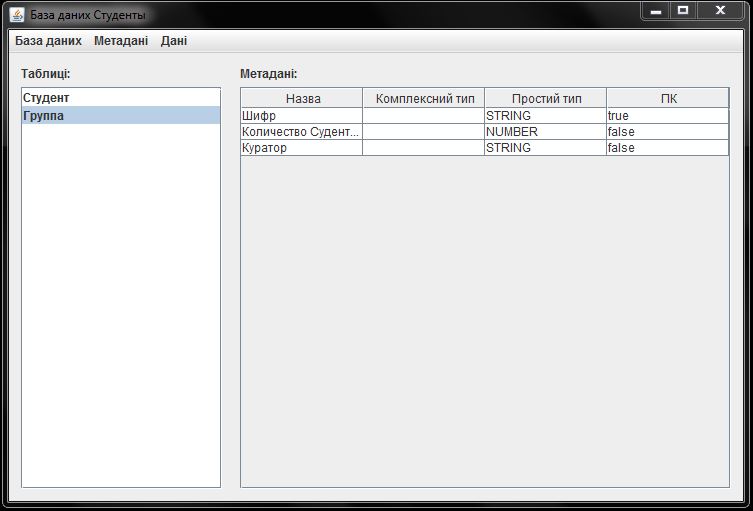 База даних Студенты
База даних Метадані Дані
Таблиці:
Студент
Группа
Метадані:
Назва Комплексний тип Простий тип ПК
Шифр STRING true
Количество Судент... NUMBER false
Куратор STRING false